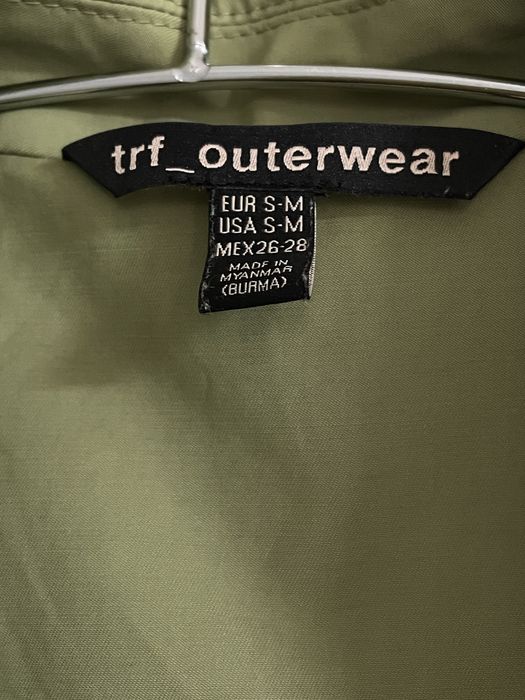 trf_outerwear
EUR S-M
USA S-M
MEX26-28
MADE IN
MYANMAR
(BURMA)